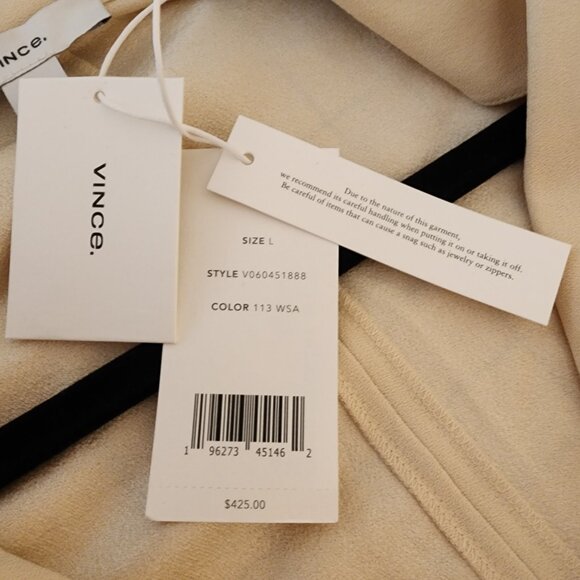 VINCE.
VINCE.
Due to the nature of this garment,
we recommend its careful handling when putting it on or taking it off.
Be careful of items that can cause a snag such as jewelry or zippers.
SIZE L
STYLE V060451888
COLOR 113 WSA
1 96273 45146 2
$425.00